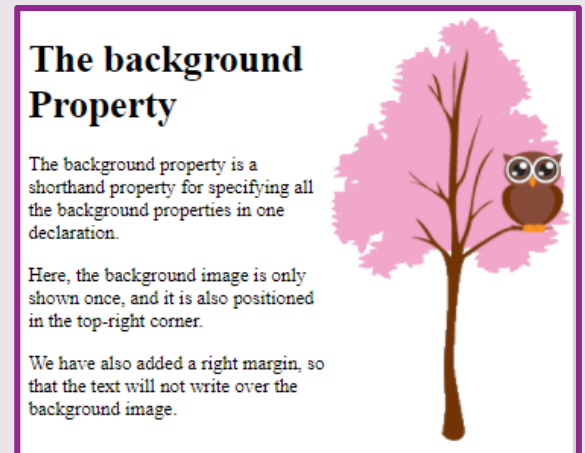 The background
Property
The background property is a
shorthand property for specifying all
the background properties in one
declaration.
Here, the background image is only
shown once, and it is also positioned
in the top-right corner.
We have also added a right margin, so
that the text will not write over the
background image.